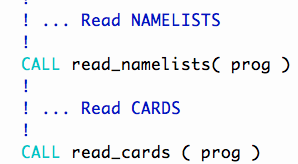 !
! ... Read NAMELISTS
!
CALL read_namelists( prog )
!
! ... Read CARDS
!
CALL read_cards ( prog )